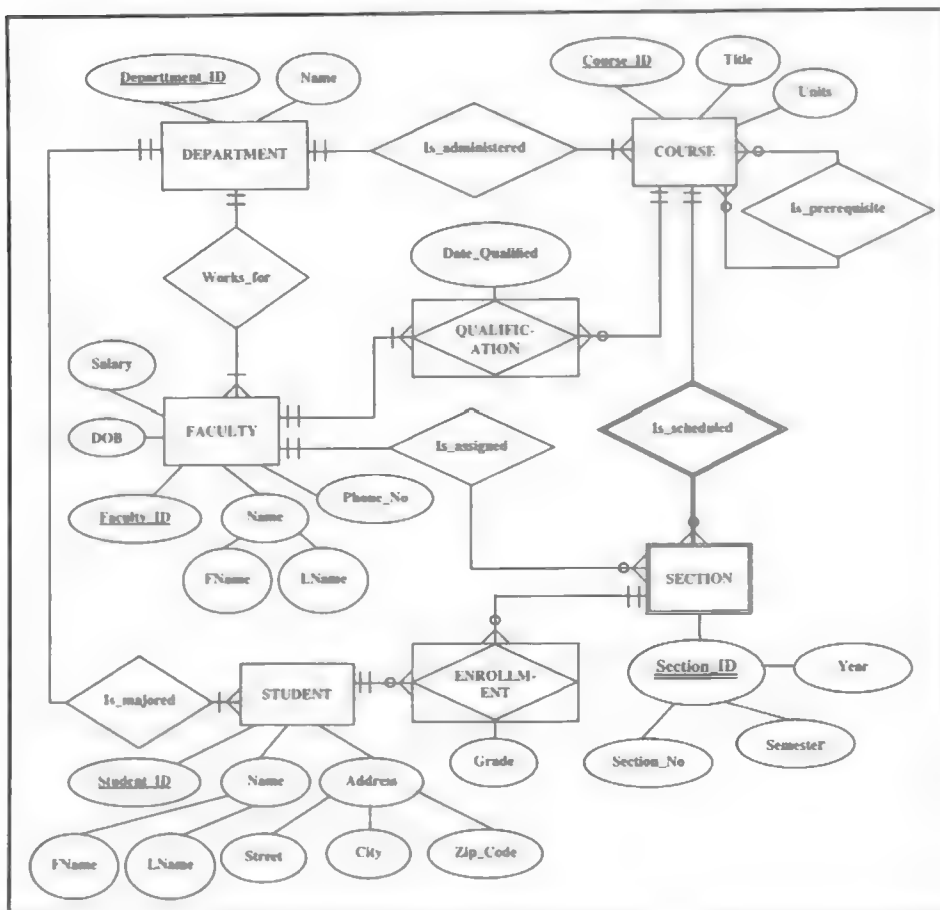 Course_ID
Title
Departtment_ID
Name
Units
DEPARTMENT
Is_administered
COURSE
Is_prerequisite
Date_Qualified
Works_for
QUALIFIC-
ATION
Salary
Is_scheduled
DOB
FACULTY
Is_assigned
Phone_No
Faculty_ID
Name
FName
LName
SECTION
Section_ID
Year
ENROLLM-
ENT
Is_majored
STUDENT
Semester
Section_No
Grade
Student_ID
Name
Address
FName
LName
Street
City
Zip_Code